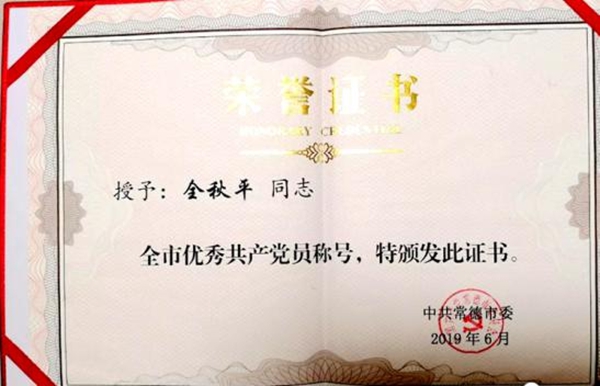 荣誉证书
HONORARY CREDENTIAL
授予：全秋平 同志
全市优秀共产党员称号，特颁发此证书。
中共常德市委
2019年6月